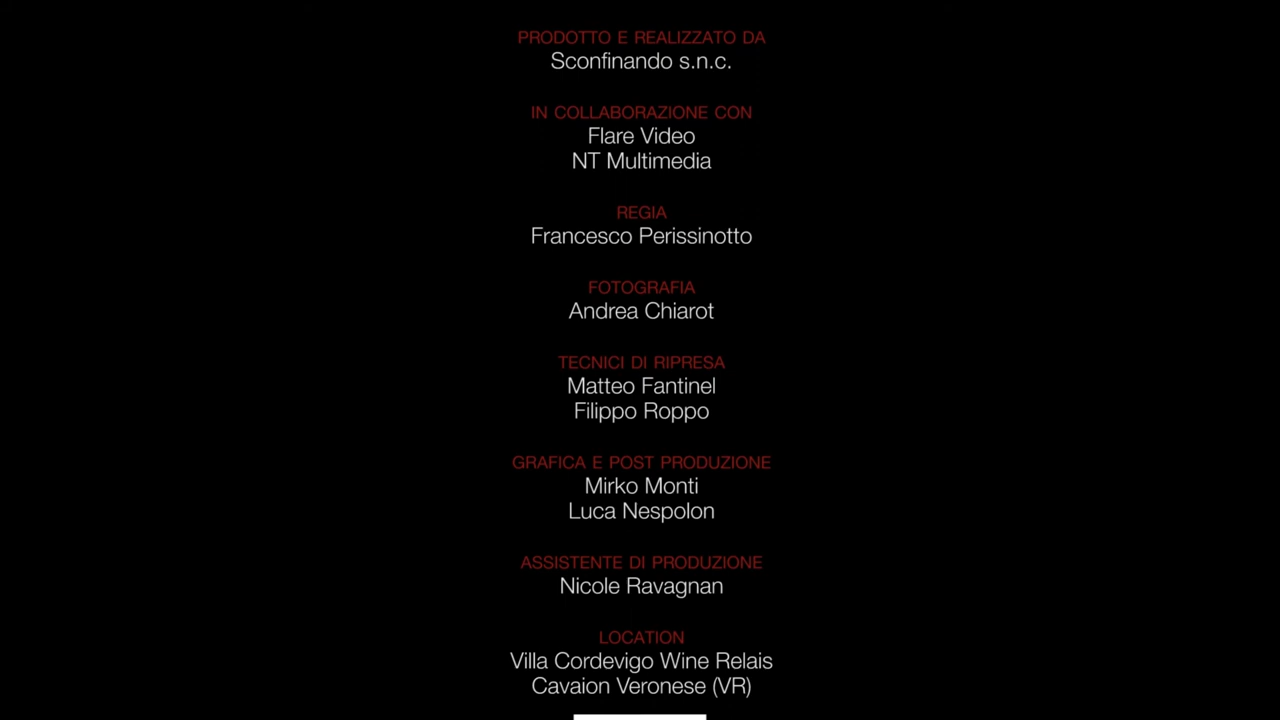 PRODOTTO E REALIZZATO DA
Sconfinando s.n.c.
IN COLLABORAZIONE CON
Flare Video
NT Multimedia
REGIA
Francesco Perissinotto
FOTOGRAFIA
Andrea Chiarot
TECNICI DI RIPRESA
Matteo Fantinel
Filippo Roppo
GRAFICA E POST PRODUZIONE
Mirko Monti
Luca Nespolon
ASSISTENTE DI PRODUZIONE
Nicole Ravagnan
LOCATION
Villa Cordevigo Wine Relais
Cavaion Veronese (VR)